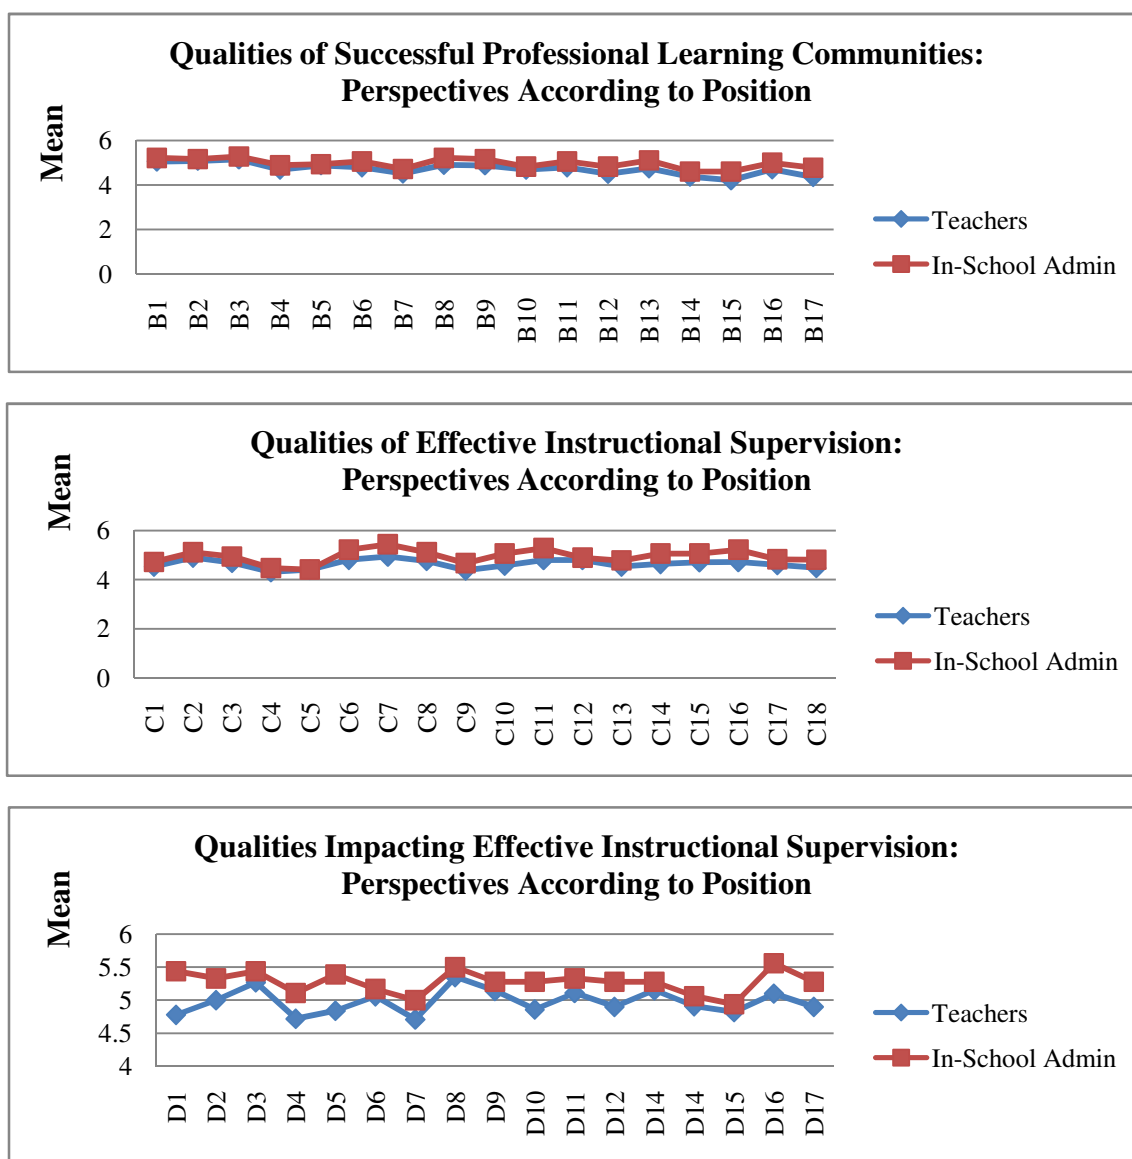 Qualities of Successful Professional Learning Communities:
Perspectives According to Position
Mean
6
4
2
0
B1
B2
B3
B4
B5
B6
B7
B8
B9
B10
B11
B12
B13
B14
B15
B16
B17
Teachers
In-School Admin
Qualities of Effective Instructional Supervision:
Perspectives According to Position
Mean
6
4
2
0
C1
C2
C3
C4
C5
C6
C7
C8
C9
C10
C11
C12
C13
C14
C15
C16
C17
C18
Teachers
In-School Admin
Qualities Impacting Effective Instructional Supervision:
Perspectives According to Position
Mean
6
5.5
5
4.5
4
D1
D2
D3
D4
D5
D6
D7
D8
D9
D10
D11
D12
D14
D14
D15
D16
D17
Teachers
In-School Admin